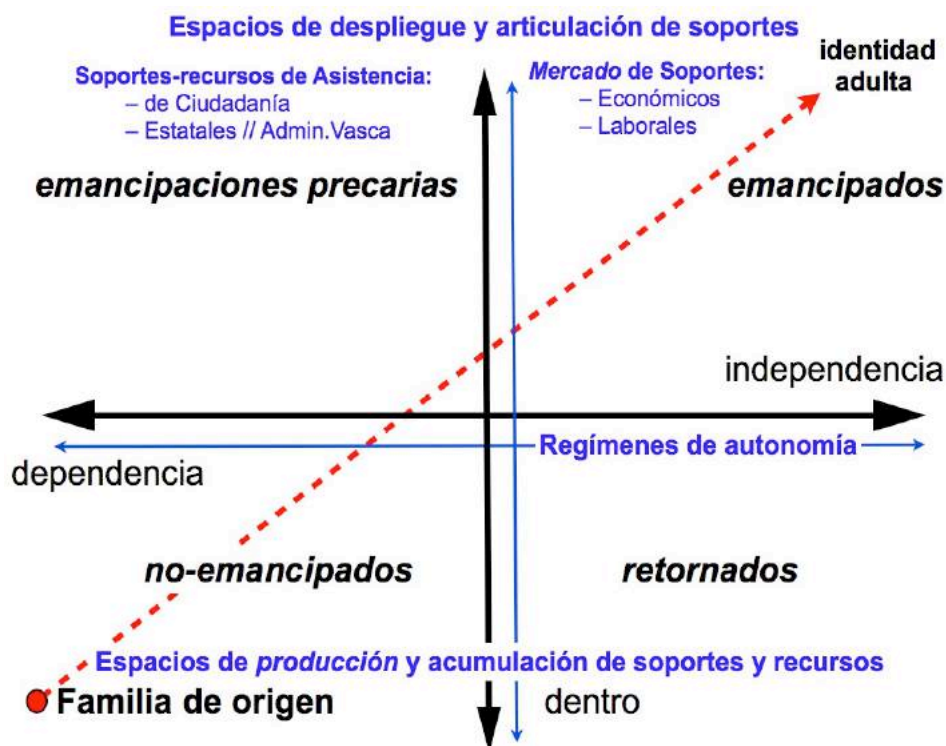 Espacios de despliegue y articulación de soportes
identidad
adulta
Soportes-recursos de Asistencia:
– de Ciudadanía
– Estatales // Admin.Vasca
Mercado de Soportes:
– Económicos
– Laborales
emancipaciones precarias
emancipados
independencia
Regímenes de autonomía
dependencia
no-emancipados
retornados
Espacios de producción y acumulación de soportes y recursos
Familia de origen
dentro